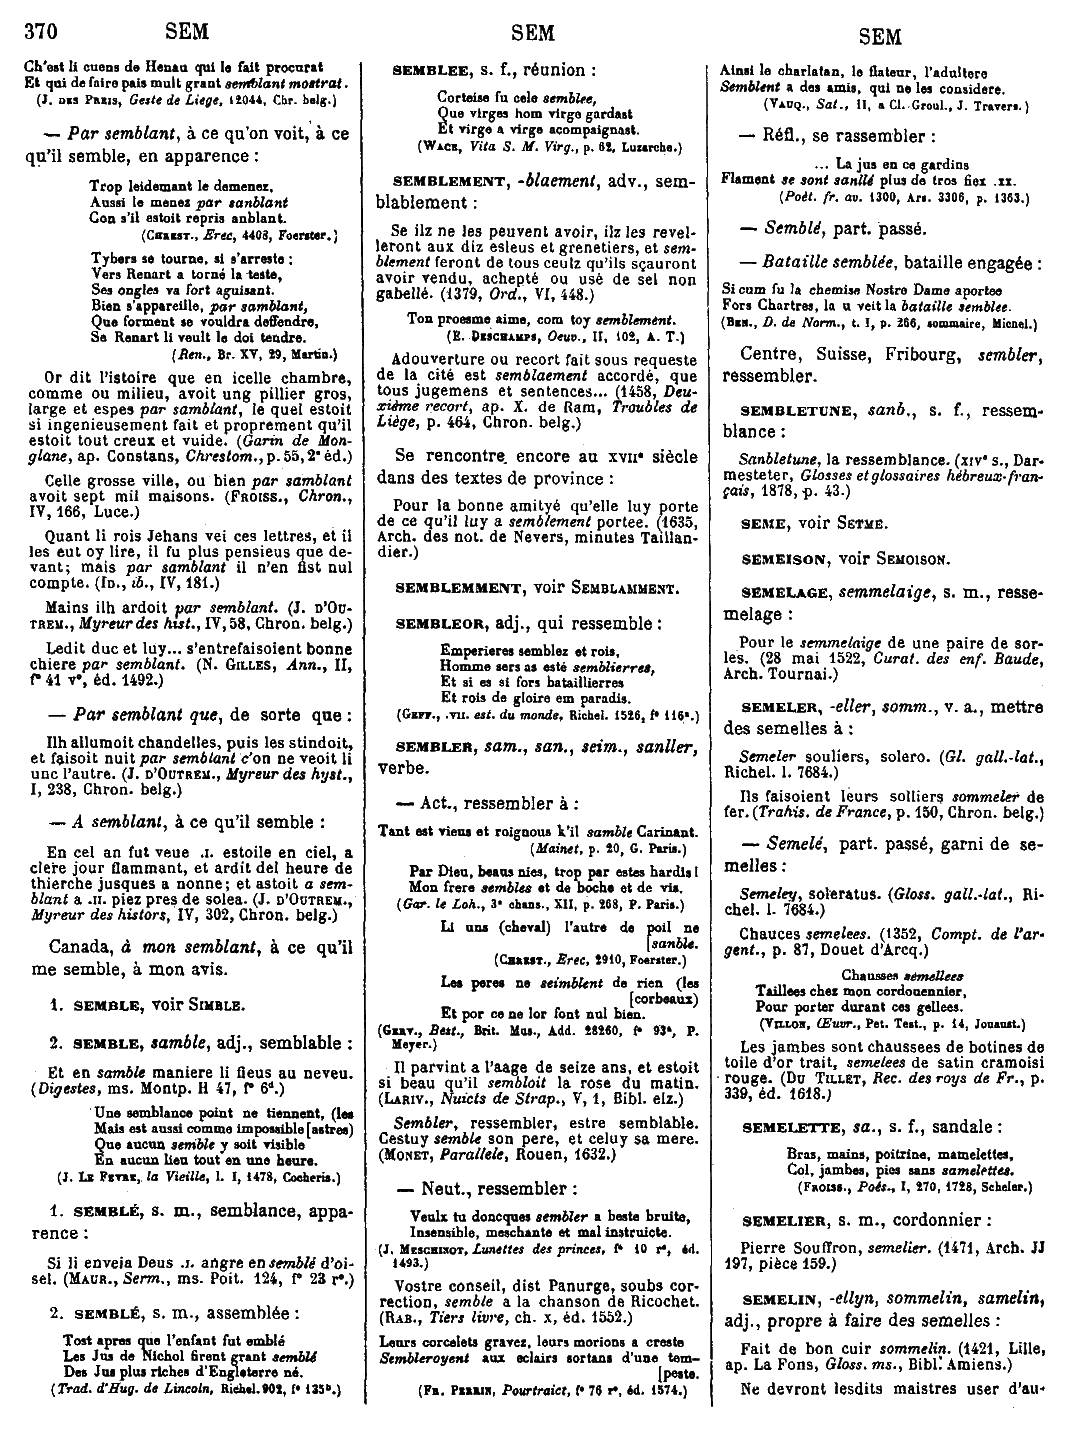 370 SEM SEM SEM
Ch'est li cuens de Henau qui le fait procurat
Et qui de faire pais mult grant semblant mostrat.
(J. DES PREIS, Geste de Liege, 12044, Chr. belg.)
— Par semblant, à ce qu'on voit, à ce
qu'il semble, en apparence :
Trop leidemant le demenez,
Aussi le menez par sanblant
Con s'il estoit repris anblant.
(CHREST., Erec, 4408, Foerster.)
Tybers se tourne, si s'arreste :
Vers Renart a torné la teste,
Ses ongles va fort aguisant.
Bien s'appareille, par samblant,
Que forment se vouldra deffendre,
Se Renart li veult le doi tendre.
(Ren., Br. XV, 29, Martin.)
Or dit l'istoire que en icelle chambre,
comme ou milieu, avoit ung pillier gros,
large et espes par samblant, le quel estoit
si ingenieusement fait et proprement qu'il
estoit tout creux et vuide. (Garin de Mon-
glane, ap. Constans, Chrestom., p. 55, 2e éd.)
Celle grosse ville, ou bien par samblant
avoit sept mil maisons. (FROISS., Chron.,
IV, 166, Luce.)
Quant li rois Jehans vei ces lettres, et il
les eut oy lire, il fu plus pensieus que de-
vant; mais par samblant il n'en fist nul
compte. (ID., ib., IV, 181.)
Mains ilh ardoit par semblant. (J. D'OU-
TREM., Myreur des hist., IV, 58, Chron. belg.)
Ledit duc et luy... s'entrefaisoient bonne
chiere par semblant. (N. GILLES, Ann., II,
f° 41 v°, éd. 1492.)
— Par semblant que, de sorte que :
Ilh allumoit chandelles, puis les stindoit,
et faisoit nuit par semblant c'on ne veoit li
unc l'autre. (J. D'OUTREM., Myreur des hyst.,
I, 238, Chron. belg.)
— A semblant, à ce qu'il semble :
En cel an fut veue .I. estoile en ciel, a
clere jour flammant, et ardit del heure de
thierche jusques a nonne; et astoit a sem-
blant a .II. piez pres de solea. (J. D'OUTREM.,
Myreur des histors, IV, 302, Chron. belg.)
Canada, à mon semblant, à ce qu'il
me semble, à mon avis.
1. SEMBLE, voir SIMBLE.
2. SEMBLE, samble, adj., semblable :
Et en samble maniere li fieus au neveu.
(Digestes, ms. Montp. H 47, f° 6d.)
Une semblance point ne tiennent, (les
Mais est aussi comme impossible [astres)
Que aucun semble y soit visible
En aucun lieu tout en une heure.
(J. LE FEVRE, la Vieille, l. I, 1478, Cocheris.)
1. SEMBLÉ, s. m., semblance, appa-
rence :
Si li enveia Deus .I. angre en semblé d'oi-
sel. (MAUR., Serm., ms. Poit. 124, f° 23 r°.)
2. SEMBLÉ, s. m., assemblée :
Tost apres que l'enfant fut emblé
Les Jus de Nichol firent grant semblé
Des Jus plus riches d'Engleterre né.
(Trad. d'Hug. de Lincoln, Richel. 902, f° 135b.)
SEMBLEE, s. f., réunion :
Corteise fu cele semblee,
Que virges hom virge gardast
Et virge a virge acompaignast.
(WACE, Vita S. M. Virg., p. 62, Luzarche.)
SEMBLEMENT, -blaement, adv., sem-
blablement :
Se ilz ne les peuvent avoir, ilz les revel-
leront aux diz esleus et grenetiers, et sem-
blement feront de tous ceulz qu'ils sçauront
avoir vendu, achepté ou usé de sel non
gabellé. (1379, Ord., VI, 448.)
Ton proesme aime, com toy semblement.
(E. DESCHAMPS, Oeuv., II, 102, A. T.)
Adouverture ou recort fait sous requeste
de la cité est semblaement accordé, que
tous jugemens et sentences... (1458, Deu-
xième recort, ap. X. de Ram, Troubles de
Liège, p. 464, Chron. belg.)
Se rencontre encore au XVIIe siècle
dans des textes de province :
Pour la bonne amityé qu'elle luy porte
de ce qu'il luy a semblement portee. (1635,
Arch. des not. de Nevers, minutes Taillan-
dier.)
SEMBLEMMENT, voir SEMBLAMMENT.
SEMBLEOR, adj., qui ressemble :
Emperieres semblez et rois,
Homme sers as esté semblierres,
Et si es si fors bataillierres
Et rois de gloire em paradis.
(GEFF., .VII. est. du monde, Richel. 1526, f° 116a.)
SEMBLER, sam., san., seim., sanller,
verbe.
— Act., ressembler à :
Tant est vieus et roignous k'il samble Carinant.
(Mainet, p. 20, G. Paris.)
Par Dieu, beaus nies, trop par estes hardis!
Mon frere sembles et de boche et de vis.
(Gar. le Loh., 3e chans., XII, p. 268, P. Paris.)
Li uns (cheval) l'autre de poil ne
[sanble.
(CHREST., Erec, 2910, Foerster.)
Les peres ne seimblent de rien (les
[corbeaux)
Et por ce ne lor font nul bien.
(GERV., Best., Brit. Mus., Add. 28260, f° 93a, P.
Meyer.)
Il parvint a l'aage de seize ans, et estoit
si beau qu'il sembloit la rose du matin.
(LARIV., Nuicts de Strap., V, 1, Bibl. elz.)
Sembler, ressembler, estre semblable.
Cestuy semble son pere, et celuy sa mere.
(MONET, Parallele, Rouen, 1632.)
— Neut., ressembler :
Veulx tu doncques sembler a beste bruite,
Insensible, meschante et mal instruicte.
(J. MESCHINOT, Lunettes des princes, f° 10 r°, éd.
1493.)
Vostre conseil, dist Panurge, soubs cor-
rection, semble a la chanson de Ricochet.
(RAB., Tiers livre, ch. x, éd. 1552.)
Leurs corcelets gravez, leurs morions a creste
Sembleroyent aux eclairs sortans d'une tem-
[peste.
(FR. PERRIN, Pourtraict, f° 76 r°, éd. 1574.)
Ainsi le charlatan, le flateur, l'adultere
Semblent a des amis, qui ne les considere.
(VAUQ., Sat., II, a Cl. Groul., J. Travers.)
— Réfl., se rassembler :
... La jus en ce gardins
Flament se sont sanllé plus de tros fiez .XX.
(Poét. fr. av. 1300, Ars. 3306, p. 1363.)
— Semblé, part. passé.
— Bataille semblée, bataille engagée :
Si cum fu la chemise Nostre Dame aportee
Fors Chartres, la u veit la bataille semblee.
(BEN., D. de Norm., t. I, p. 266, sommaire, Michel.)
Centre, Suisse, Fribourg, sembler,
ressembler.
SEMBLETUNE, sanb., s. f., ressem-
blance :
Sanbletune, la ressemblance. (XIVe s., Dar-
mesteter, Glosses et glossaires hébreux-fran-
çais, 1878, p. 43.)
SEME, voir SETME.
SEMEISON, voir SEMOISON.
SEMELAGE, semmelaige, s. m., resse-
melage :
Pour le semmelaige de une paire de sor-
les. (28 mai 1522, Curat. des enf. Baude,
Arch. Tournai.)
SEMELER, -eller, somm., v. a., mettre
des semelles à :
Semeler souliers, solero. (Gl. gall.-lat.,
Richel. l. 7684.)
Ils faisoient leurs solliers sommeler de
fer. (Trahis. de France, p. 150, Chron. belg.)
— Semelé, part. passé, garni de se-
melles :
Semeley, soleratus. (Gloss. gall.-lat., Ri-
chel. l. 7684.)
Chauces semelees. (1352, Compt. de l'ar-
gent., p. 87, Douet d'Arcq.)
Chausses semellees
Taillees chez mon cordouennier,
Pour porter durant ces gellees.
(VILLON, Œuvr., Pet. Test., p. 14, Jouaust.)
Les jambes sont chaussees de botines de
toile d'or trait, semelees de satin cramoisi
rouge. (DU TILLET, Rec. des roys de Fr., p.
339, éd. 1618.)
SEMELETTE, sa., s. f., sandale :
Bras, mains, poitrine, mamelettes,
Col, jambes, pies sans samelettes.
(FROISS., Poés., I, 270, 1728, Scheler.)
SEMELIER, s. m., cordonnier :
Pierre Souffron, semelier. (1471, Arch. JJ
197, pièce 159.)
SEMELIN, -ellyn, sommelin, samelin,
adj., propre à faire des semelles :
Fait de bon cuir sommelin. (1421, Lille,
ap. La Fons, Gloss. ms., Bibl. Amiens.)
Ne devront lesdits maistres user d'au-